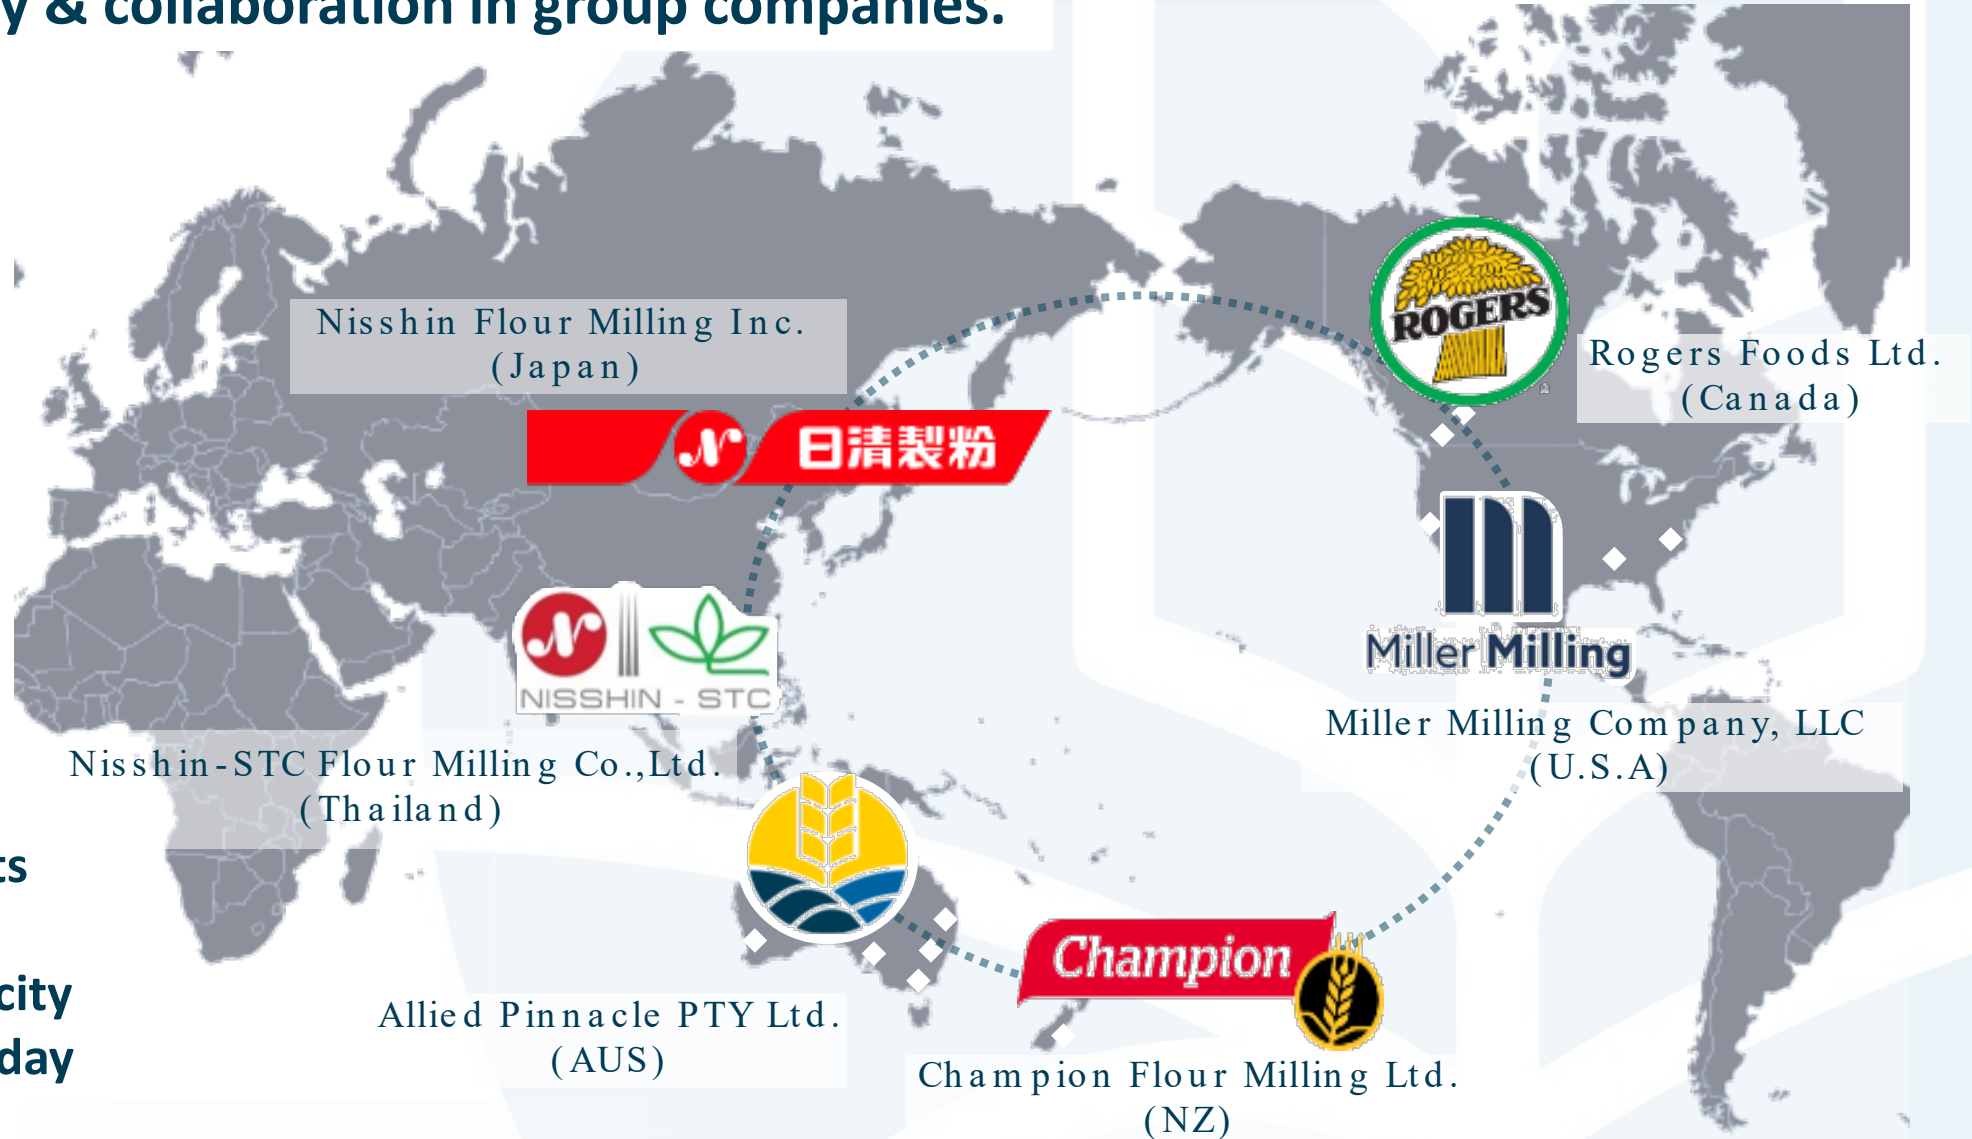 y & collaboration in group companies.
ROGERS
Nisshin Flour Milling Inc.
(Japan)
Rogers Foods Ltd.
(Canada)
N 日清製粉
N
NISSHIN - STC
Miller Milling
Miller Milling Company, LLC
(U.S.A)
Nisshin-STC Flour Milling Co.,Ltd.
(Thailand)
ts
Champion
city
day
Allied Pinnacle PTY Ltd.
(AUS)
Champion Flour Milling Ltd.
(NZ)